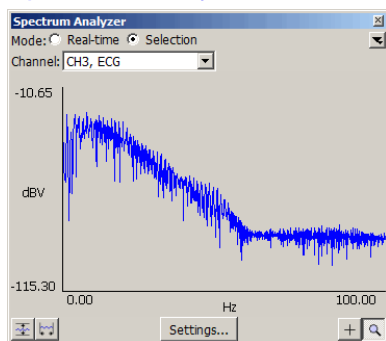 Spectrum Analyzer
Mode: Real-time Selection
Channel: CH3, ECG
-10.65
dBV
-115.30
0.00 Hz 100.00
Settings...